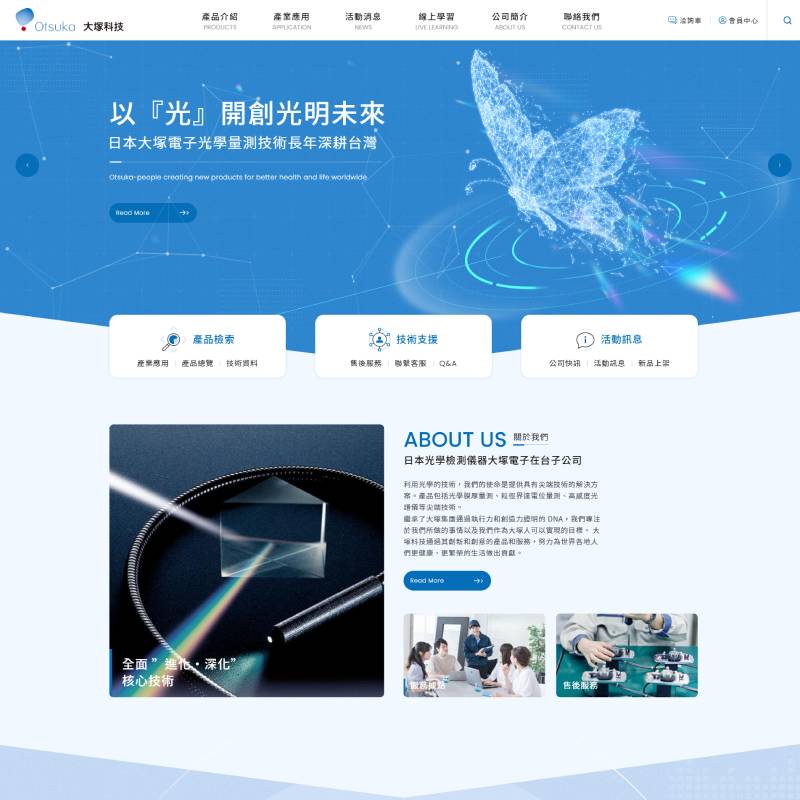 Otsuka 大塚科技
產品介紹
PRODUCTS
產業應用
APPLICATION
活動消息
NEWS
線上學習
LIVE LEARNING
公司簡介
ABOUT US
聯絡我們
CONTACT US
洽詢車
會員中心
以『光』開創光明未來
日本大塚電子光學量測技術長年深耕台灣
Otsuka-people creating new products for better health and life worldwide.
Read More
產品檢索
產業應用 | 產品總覽 | 技術資料
技術支援
售後服務 | 聯繫客服 | Q&A
活動訊息
公司快訊 | 活動訊息 | 新品上架
ABOUT US 關於我們
日本光學檢測儀器大塚電子在台子公司
利用光學的技術，我們的使命是提供具有尖端技術的解決方
案。產品包括光學膜厚量測、粒徑界達電位量測、高感度光
譜儀等尖端技術。
繼承了大塚集團通過執行力和創造力證明的 DNA，我們專注
於我們所做的事情以及我們作為大塚人可以實現的目標。 大
塚科技通過其創新和創意的產品和服務，努力為世界各地人
們更健康、更繁榮的生活做出貢獻。
Read More
全面 ”進化・深化”
核心技術
服務據點
售後服務